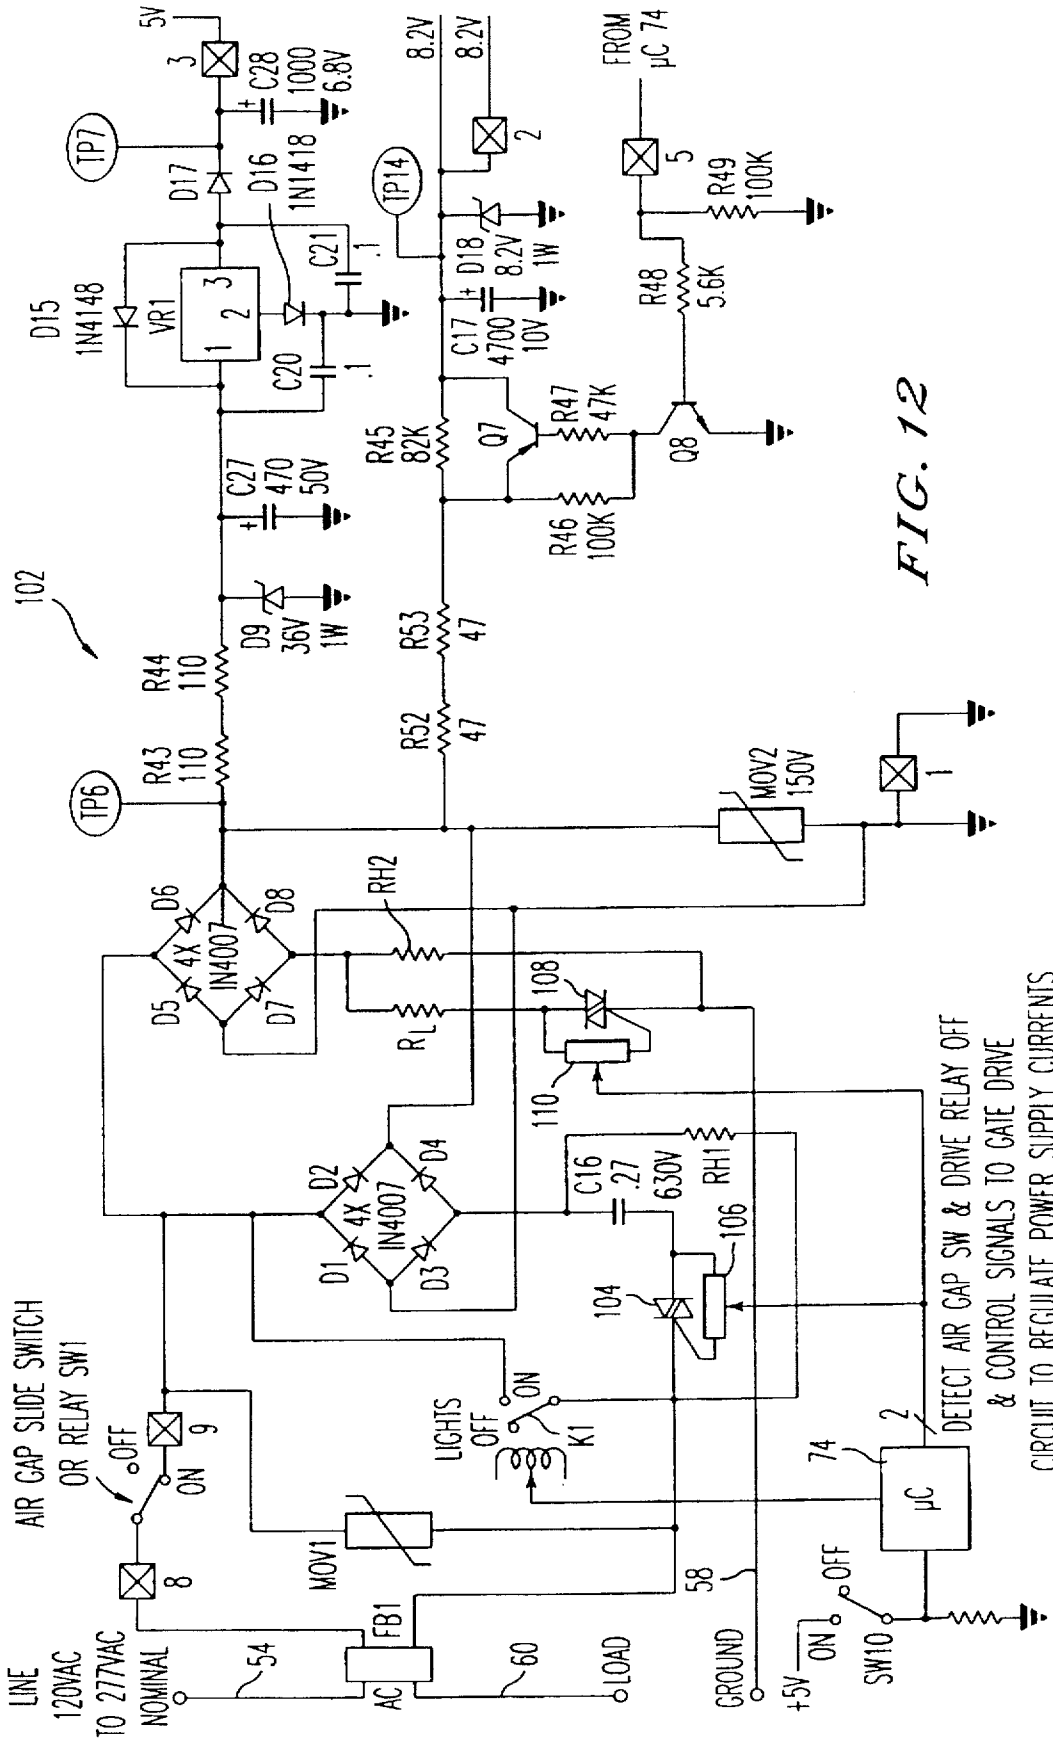 LINE
120VAC
TO 277VAC
NOMINAL
54
AC
FB1
60
LOAD
GROUND
58
AIR GAP SLIDE SWITCH
OR RELAY SW1
OFF
ON
8
9
MOV1
LIGHTS
OFF
ON
K1
+5V
ON
OFF
SW10
74
µC
2
DETECT AIR GAP SW & DRIVE RELAY OFF
& CONTROL SIGNALS TO GATE DRIVE
CIRCUIT TO REGULATE POWER SUPPLY CURRENTS
D1
D2
4X
IN4007
D3
D4
104
106
C16
.27
630V
RH1
D5
D6
4X
IN4007
D7
D8
RL
RH2
108
110
102
TP6
R43
110
R44
110
D9
36V
1W
C27
470
50V
D15
1N4148
VR1
1
2
3
C20
.1
C21
.1
D16
1N1418
D17
TP7
C28
+
1000
6.8V
3
5V
+
R52
47
R53
47
R45
82K
Q7
R46
100K
R47
47K
C17
+
4700
10V
D18
8.2V
1W
TP14
2
8.2V
8.2V
Q8
R48
5.6K
R49
100K
5
FROM
µC 74
MOV2
150V
1
FIG. 12